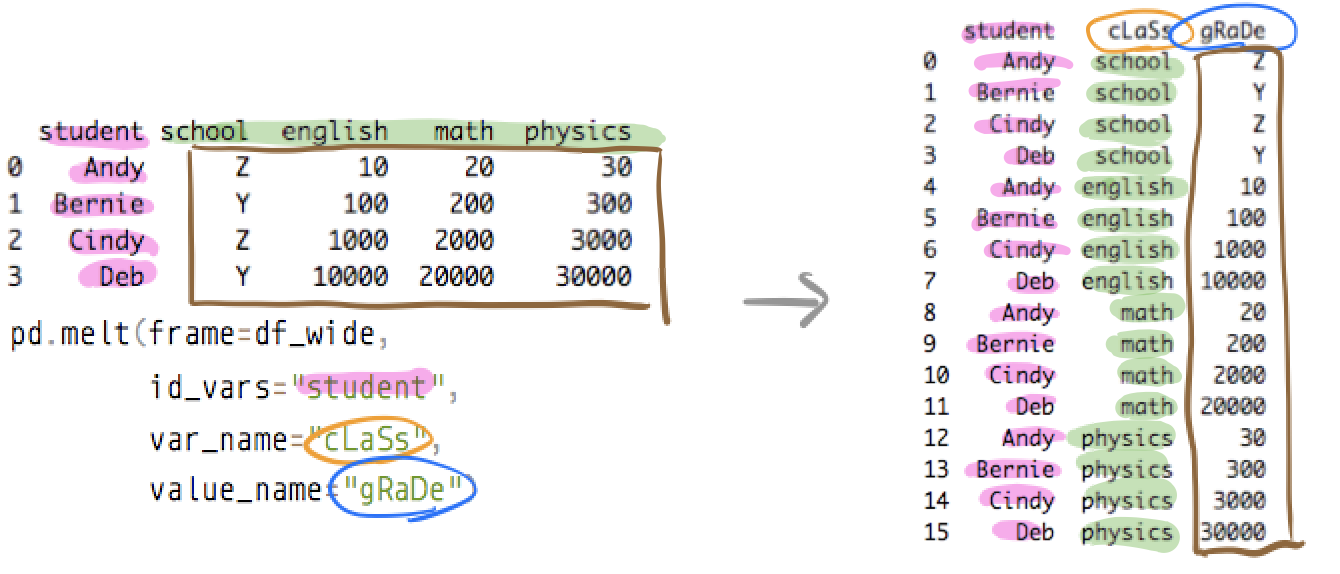 student school english math physics
0 Andy Z 10 20 30
1 Bernie Y 100 200 300
2 Cindy Z 1000 2000 3000
3 Deb Y 10000 20000 30000
pd.melt(frame=df_wide,
id_vars="student",
var_name="cLaSs",
value_name="gRaDe"
student cLaSs gRaDe
0 Andy school Z
1 Bernie school Y
2 Cindy school Z
3 Deb school Y
4 Andy english 10
5 Bernie english 100
6 Cindy english 1000
7 Deb english 10000
8 Andy math 20
9 Bernie math 200
10 Cindy math 2000
11 Deb math 20000
12 Andy physics 30
13 Bernie physics 300
14 Cindy physics 3000
15 Deb physics 30000